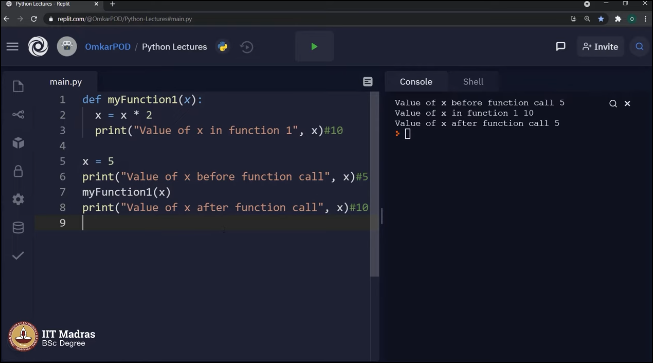 Python Lectures - Replit
replit.com/@OmkarPOD/Python-Lectures#main.py
OmkarPOD / Python Lectures
Invite
main.py
Console
Shell
1 def myFunction1(x):
2 x = x * 2
3 print("Value of x in function 1", x)#10
4
5 x = 5
6 print("Value of x before function call", x)#5
7 myFunction1(x)
8 print("Value of x after function call", x)#10
9
Value of x before function call 5
Value of x in function 1 10
Value of x after function call 5
IIT Madras
BSc Degree